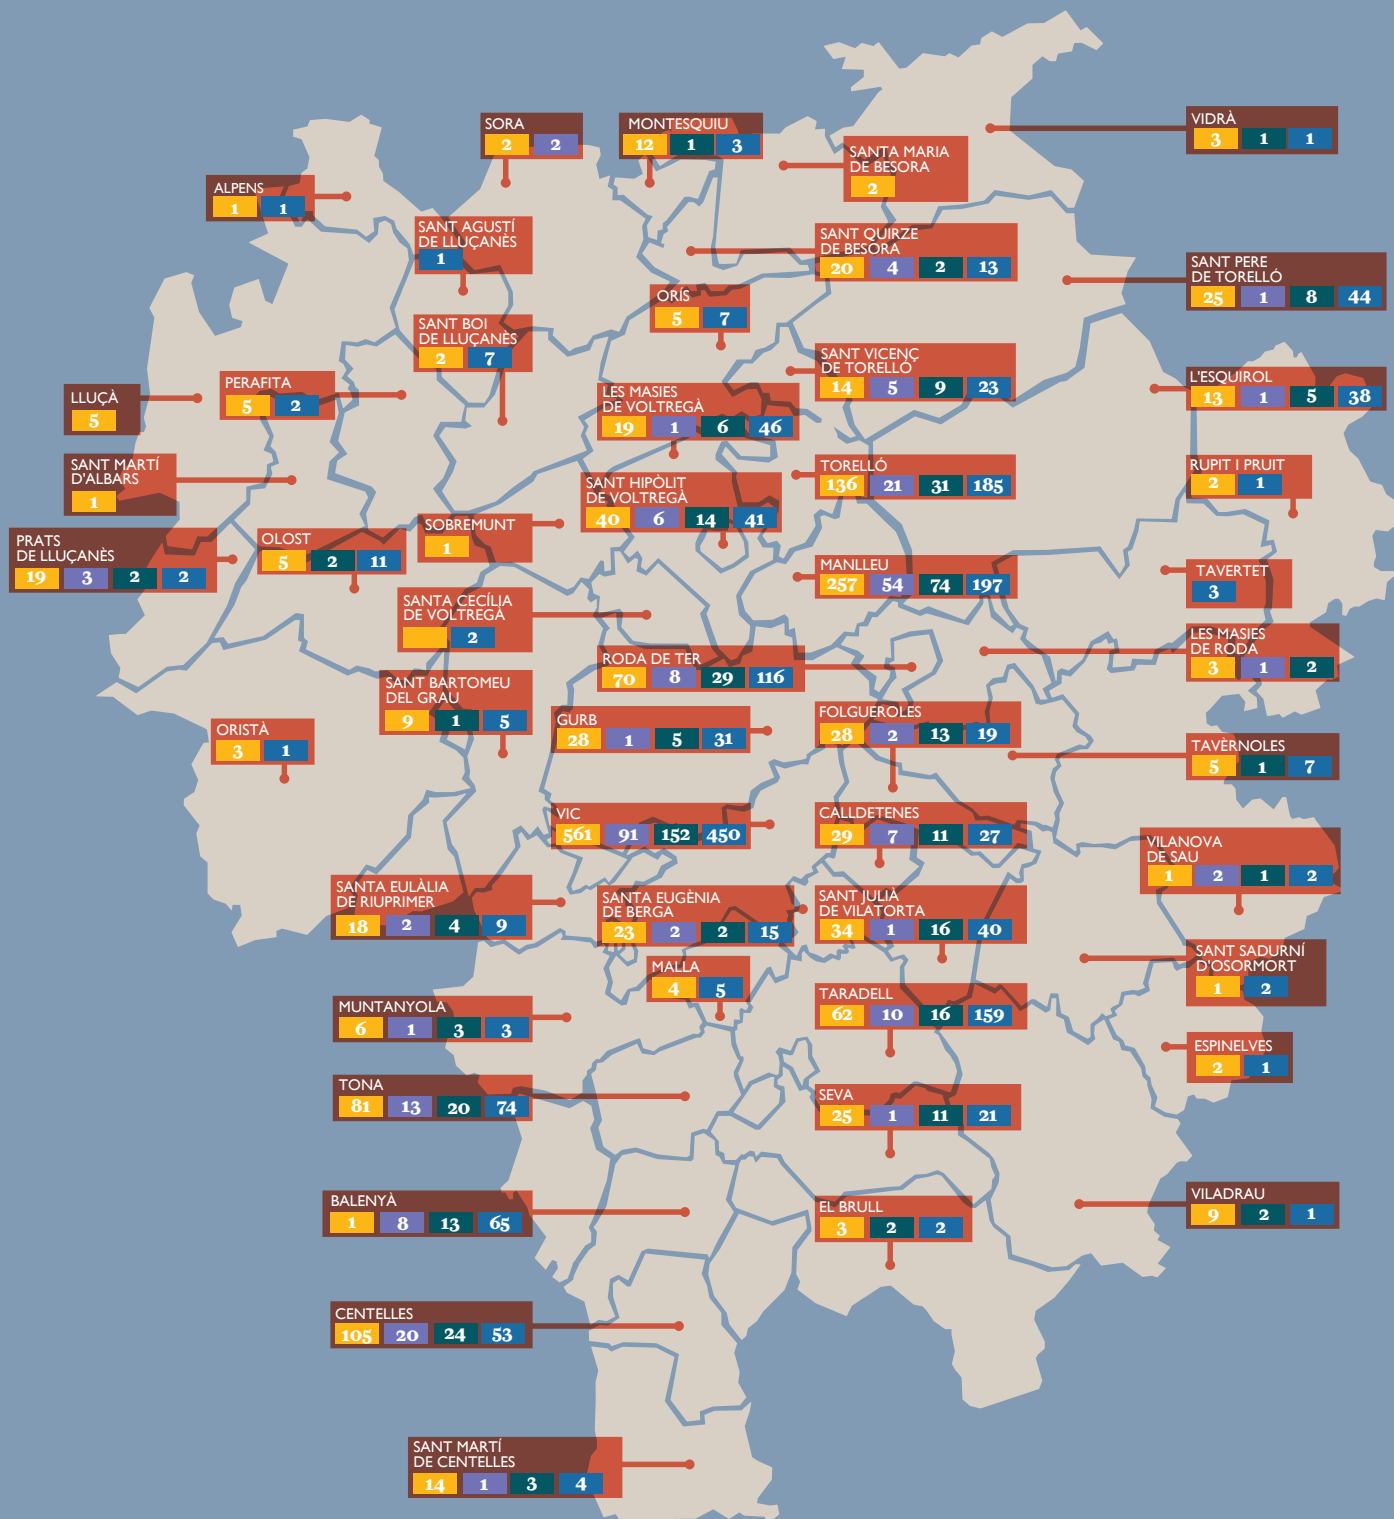 SORA
2 2
MONTESQUIU
12 1 3
VIDRÀ
3 1 1
SANTA MARIA
DE BESORA
2
ALPENS
1 1
SANT AGUSTÍ
DE LLUÇANÈS
1
SANT QUIRZE
DE BESORA
20 4 2 13
SANT PERE
DE TORELLÓ
25 1 8 44
ORÍS
5 7
SANT BOI
DE LLUÇANÈS
2 7
SANT VICENÇ
DE TORELLÓ
14 5 9 23
L'ESQUIROL
13 1 5 38
LLUÇÀ
5
PERAFITA
5 2
LES MASIES
DE VOLTREGÀ
19 1 6 46
SANT MARTÍ
D'ALBARS
1
TORELLÓ
136 21 31 185
RUPIT I PRUIT
2 1
SANT HIPÒLIT
DE VOLTREGÀ
40 6 14 41
SOBREMUNT
1
PRATS
DE LLUÇANÈS
19 3 2 2
OLOST
5 2 11
MANLLEU
257 54 74 197
TAVERTET
3
SANTA CECÍLIA
DE VOLTREGÀ
2
LES MASIES
DE RODA
3 1 2
RODA DE TER
70 8 29 116
SANT BARTOMEU
DEL GRAU
9 1 5
ORISTÀ
3 1
GURB
28 1 5 31
FOLGUEROLES
28 2 13 19
TAVÈRNOLES
5 1 7
VIC
561 91 152 450
CALLDETENES
29 7 11 27
VILANOVA
DE SAU
1 2 1 2
SANTA EULÀLIA
DE RIUPRIMER
18 2 4 9
SANTA EUGÈNIA
DE BERGA
23 2 2 15
SANT JULIÀ
DE VILATORTA
34 1 16 40
SANT SADURNÍ
D'OSORMORT
1 2
MALLA
4 5
MUNTANYOLA
6 1 3 3
TARADELL
62 10 16 159
ESPINELVES
2 1
TONA
81 13 20 74
SEVA
25 1 11 21
BALENYÀ
1 8 13 65
EL BRULL
3 2 2
VILADRAU
9 2 1
CENTELLES
105 20 24 53
SANT MARTÍ
DE CENTELLES
14 1 3 4